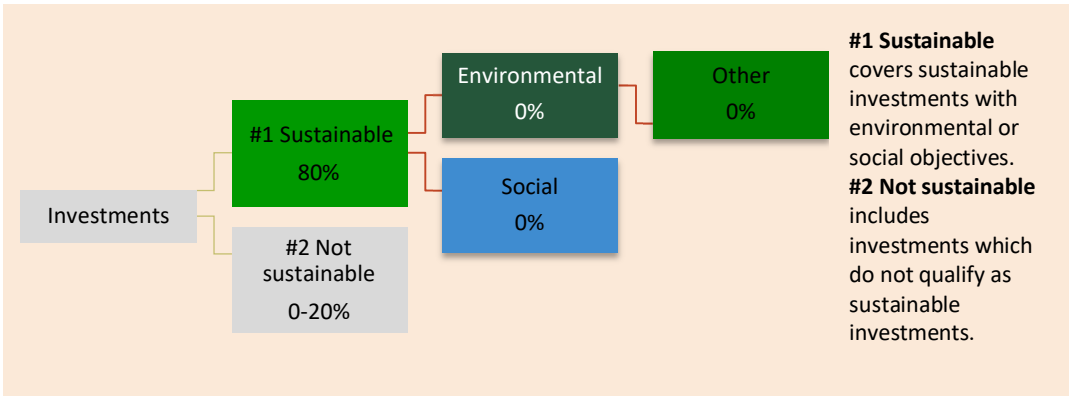 Investments
#1 Sustainable
80%
#2 Not
sustainable
0-20%
Environmental
0%
Social
0%
Other
0%
#1 Sustainable
covers sustainable
investments with
environmental or
social objectives.
#2 Not sustainable
includes
investments which
do not qualify as
sustainable
investments.